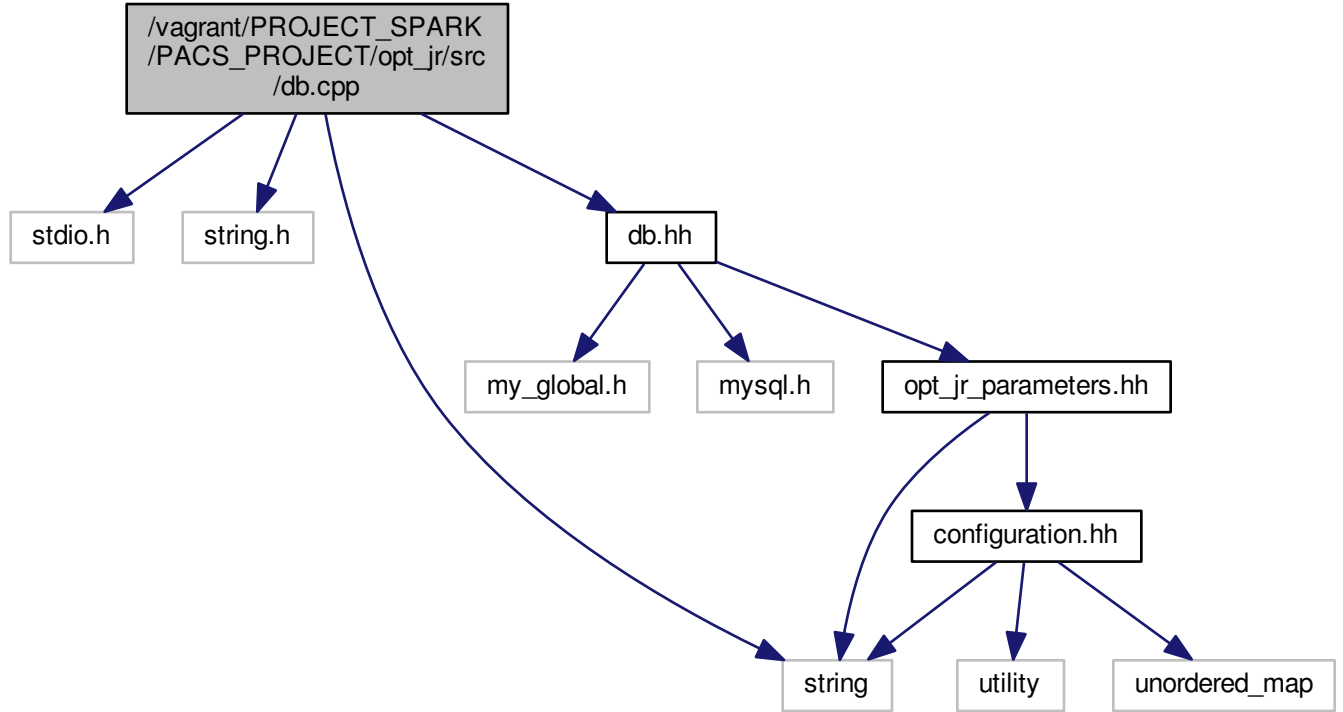 /vagrant/PROJECT_SPARK
/PACS_PROJECT/opt_jr/src
/db.cpp
stdio.h
string.h
db.hh
my_global.h
mysql.h
opt_jr_parameters.hh
configuration.hh
string
utility
unordered_map